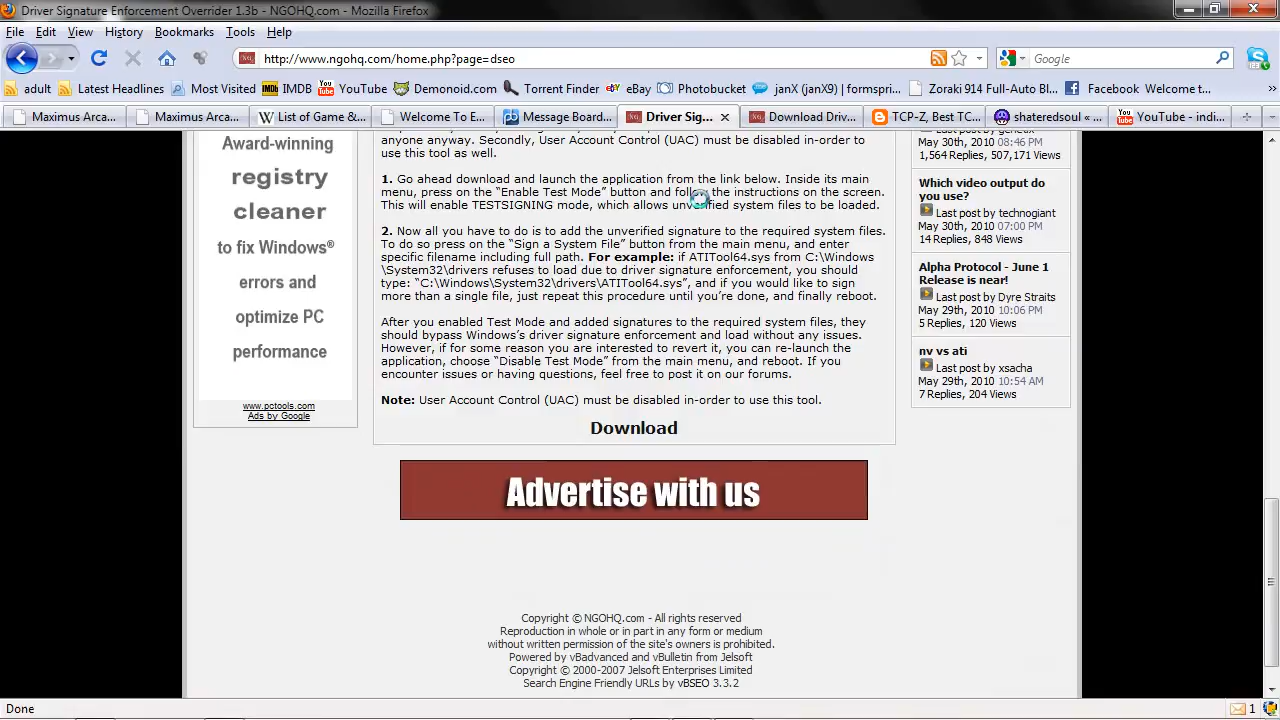 Driver Signature Enforcement Overrider 1.3b - NGOHQ.com - Mozilla Firefox
File Edit View History Bookmarks Tools Help
http://www.ngohq.com/home.php?page=dseo
Google
adult Latest Headlines Most Visited IMDB YouTube Demonoid.com Torrent Finder eBay Photobucket janX (janX9) | formspri... Zoraki 914 Full-Auto Bl... Facebook Welcome t...
Maximus Arca... Maximus Arca... List of Game &... Welcome To E... Message Board... Driver Sig... Download Driv... TCP-Z, Best TC... shateredsoul «... YouTube - indi...
Award-winning
registry
cleaner
to fix Windows®
errors and
optimize PC
performance
www.pctools.com
Ads by Google
anyone anyway. Secondly, User Account Control (UAC) must be disabled in-order to
use this tool as well.
1. Go ahead download and launch the application from the link below. Inside its main
menu, press on the “Enable Test Mode” button and follow the instructions on the screen.
This will enable TESTSIGNING mode, which allows unverified system files to be loaded.
2. Now all you have to do is to add the unverified signature to the required system files.
To do so press on the “Sign a System File” button from the main menu, and enter
specific filename including full path. For example: if ATITool64.sys from C:\Windows
\System32\drivers refuses to load due to driver signature enforcement, you should
type: “C:\Windows\System32\drivers\ATITool64.sys”, and if you would like to sign
more than a single file, just repeat this procedure until you’re done, and finally reboot.
After you enabled Test Mode and added signatures to the required system files, they
should bypass Windows’s driver signature enforcement and load without any issues.
However, if for some reason you are interested to revert it, you can re-launch the
application, choose “Disable Test Mode” from the main menu, and reboot. If you
encounter issues or having questions, feel free to post it on our forums.
Note: User Account Control (UAC) must be disabled in-order to use this tool.
Download
Advertise with us
Last post by genetix
May 30th, 2010 08:46 PM
1,564 Replies, 507,171 Views
Which video output do
you use?
Last post by technogiant
May 30th, 2010 07:00 PM
14 Replies, 848 Views
Alpha Protocol - June 1
Release is near!
Last post by Dyre Straits
May 29th, 2010 10:06 PM
5 Replies, 120 Views
nv vs ati
Last post by xsacha
May 29th, 2010 10:54 AM
7 Replies, 204 Views
Copyright © NGOHQ.com - All rights reserved
Reproduction in whole or in part in any form or medium
without written permission of the site's owners is prohibited.
Powered by vBadvanced and vBulletin from Jelsoft
Copyright © 2000-2007 Jelsoft Enterprises Limited
Search Engine Friendly URLs by vBSEO 3.3.2
Done
1